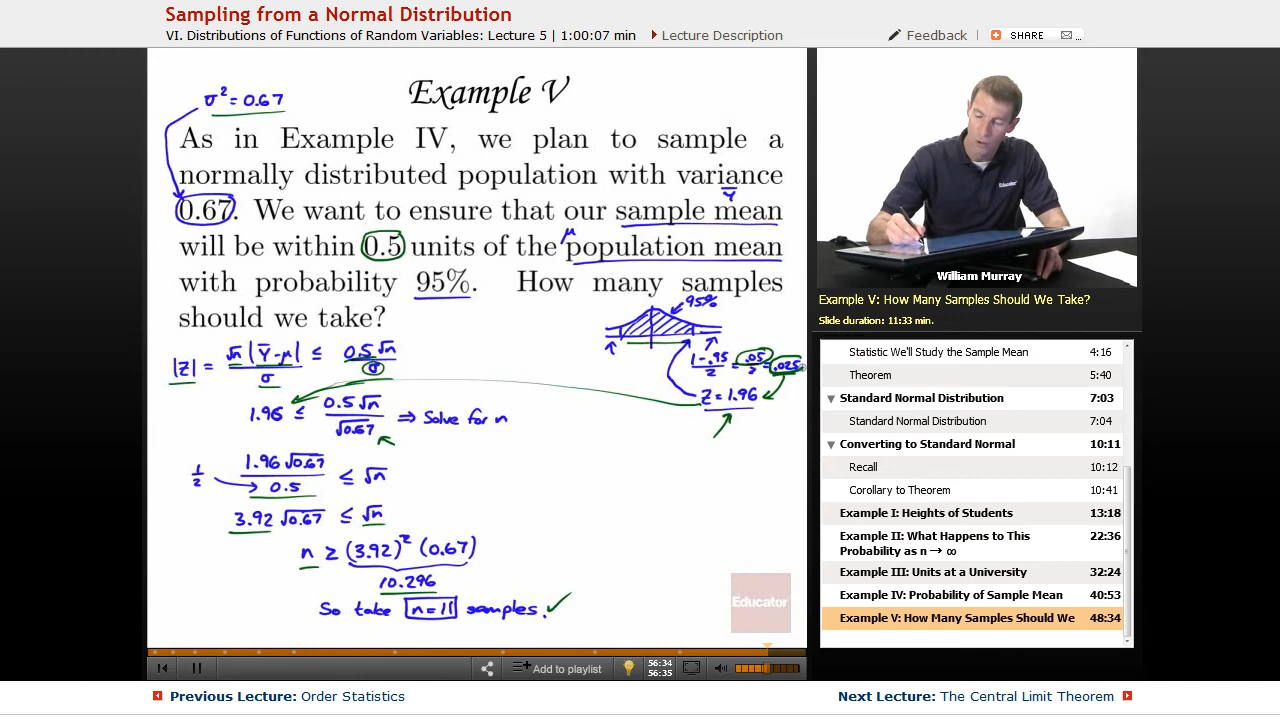 Sampling from a Normal Distribution
VI. Distributions of Functions of Random Variables: Lecture 5 | 1:00:07 min
Lecture Description
Feedback
SHARE
σ² = 0.67
Example V
As in Example IV, we plan to sample a
normally distributed population with variance
Ȳ
0.67. We want to ensure that our sample mean
μ
will be within 0.5 units of the population mean
with probability 95%. How many samples
should we take?
95%
|Z| = √n |Ȳ-μ| / σ ≤ 0.5 √n / σ
1 - .95 / 2 = .05 / 2 = .025
Z = 1.96
1.96 ≤ 0.5 √n / √0.67 ⇒ Solve for n
1/2 1.96 √0.67 / 0.5 ≤ √n
3.92 √0.67 ≤ √n
n ≥ (3.92)² (0.67)
10.296
So take n = 11 samples. ✓
Educator
Educator
William Murray
Example V: How Many Samples Should We Take?
Slide duration: 11:33 min.
Statistic We'll Study the Sample Mean 4:16
Theorem 5:40
Standard Normal Distribution 7:03
Standard Normal Distribution 7:04
Converting to Standard Normal 10:11
Recall 10:12
Corollary to Theorem 10:41
Example I: Heights of Students 13:18
Example II: What Happens to This 22:36
Probability as n → ∞
Example III: Units at a University 32:24
Example IV: Probability of Sample Mean 40:53
Example V: How Many Samples Should We 48:34
Add to playlist
56:34
56:35
Previous Lecture: Order Statistics
Next Lecture: The Central Limit Theorem